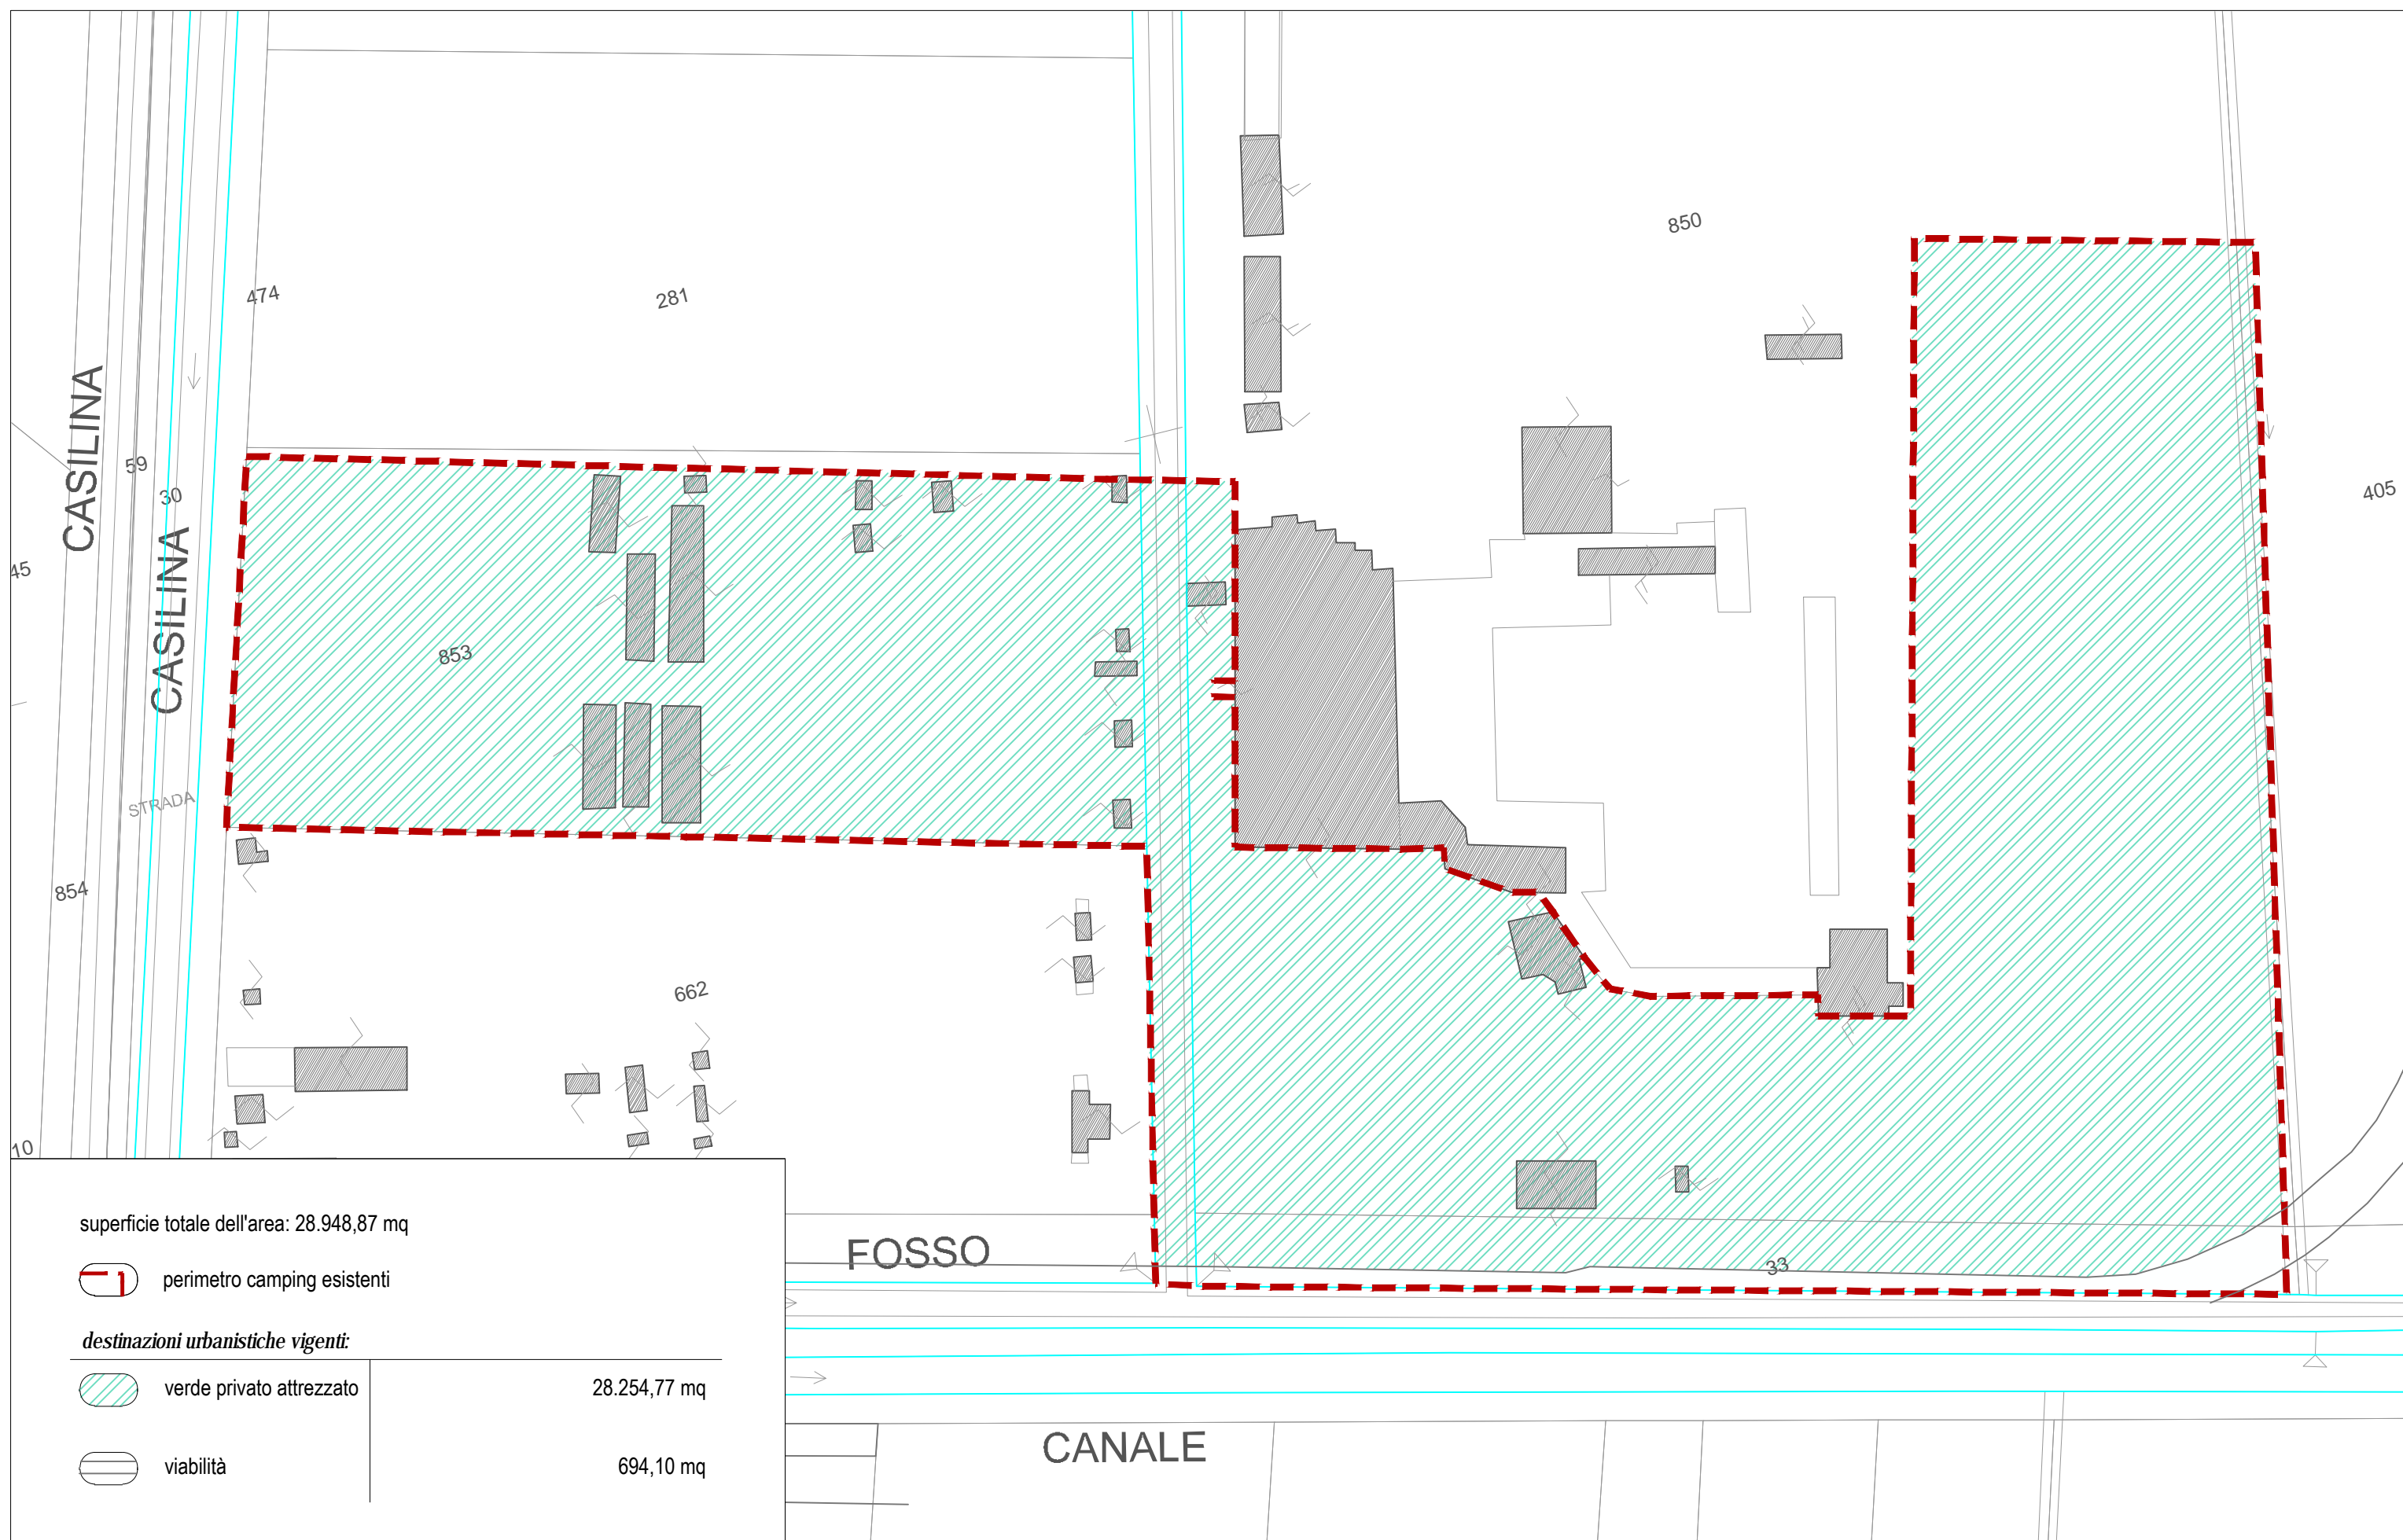 850
474
281
CASILINA
59
30
405
CASILINA
45
853
STRADA
854
662
10
superficie totale dell'area: 28.948,87 mq
perimetro camping esistenti
destinazioni urbanistiche vigenti:
verde privato attrezzato 28.254,77 mq
viabilità 694,10 mq
FOSSO
33
CANALE